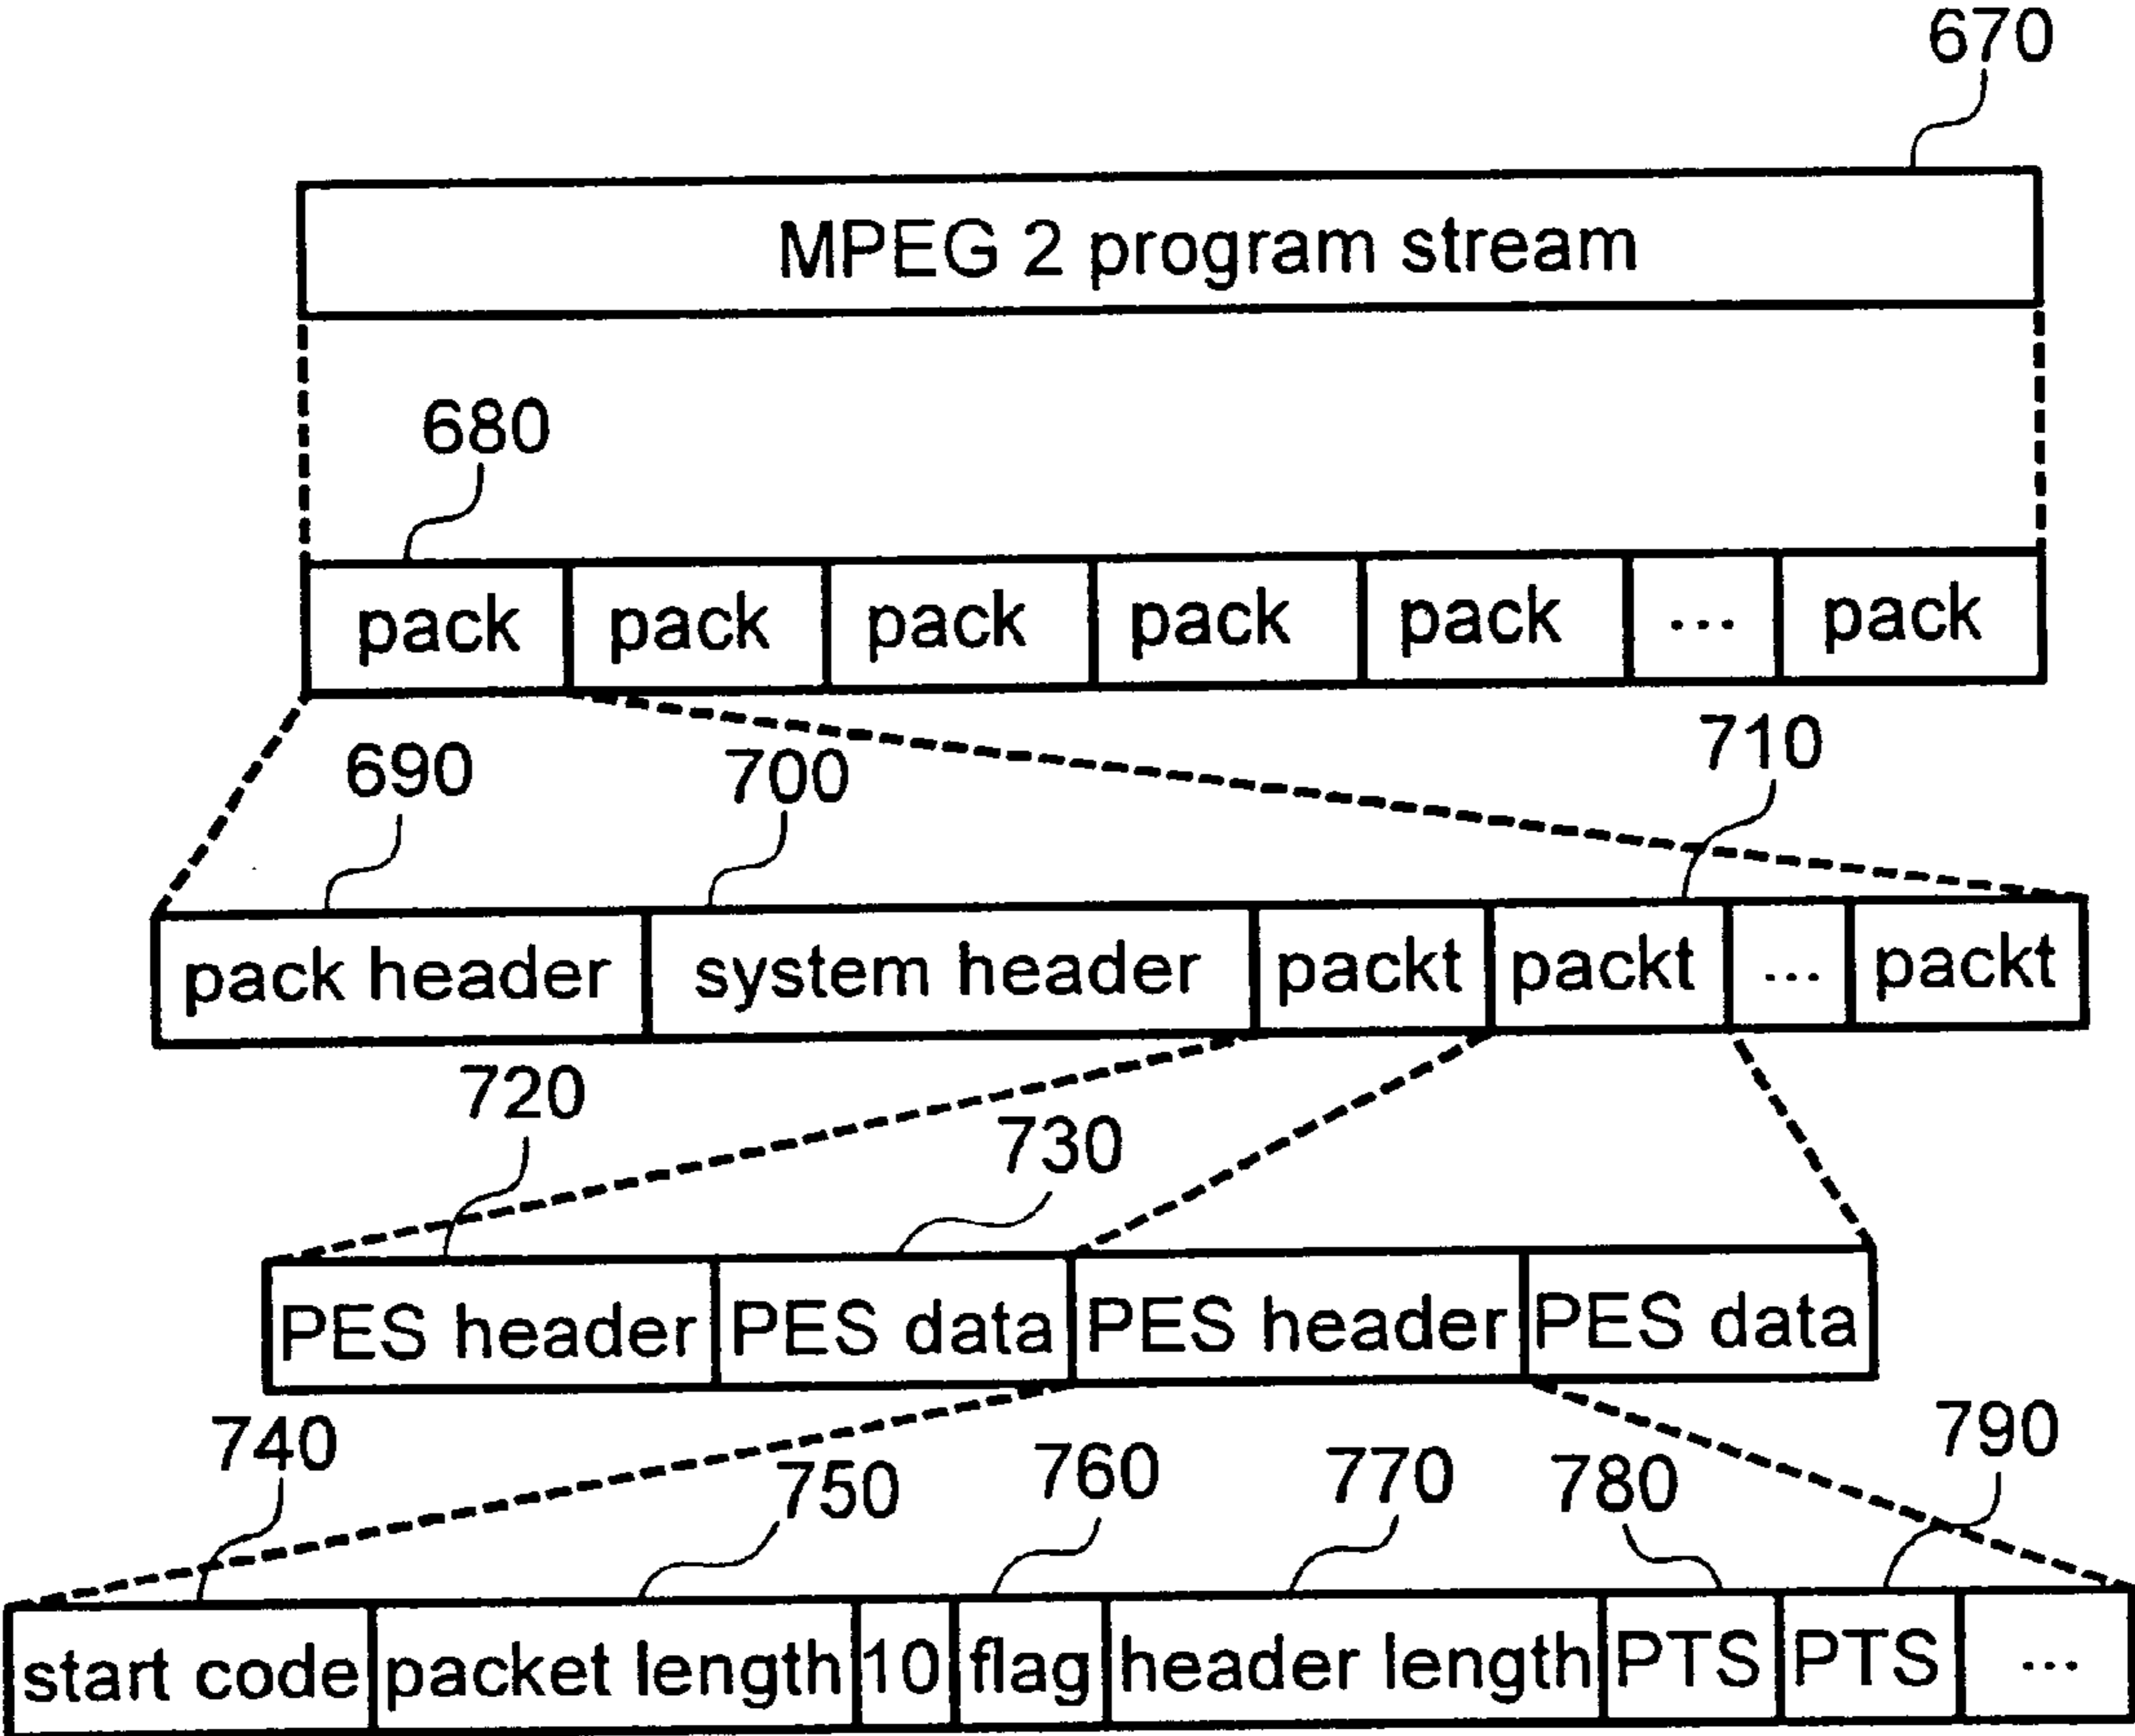 670
MPEG 2 program stream
680
pack pack pack pack pack ... pack
690 700 710
pack header system header packt packt ... packt
720 730
PES header PES data PES header PES data
740 750 760 770 780 790
start code packet length 10 flag header length PTS PTS ...